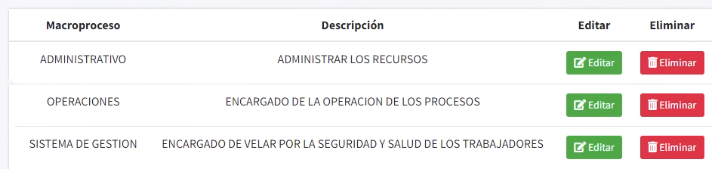 Macroproceso Descripción Editar Eliminar
ADMINISTRATIVO ADMINISTRAR LOS RECURSOS Editar Eliminar
OPERACIONES ENCARGADO DE LA OPERACION DE LOS PROCESOS Editar Eliminar
SISTEMA DE GESTION ENCARGADO DE VELAR POR LA SEGURIDAD Y SALUD DE LOS TRABAJADORES Editar Eliminar